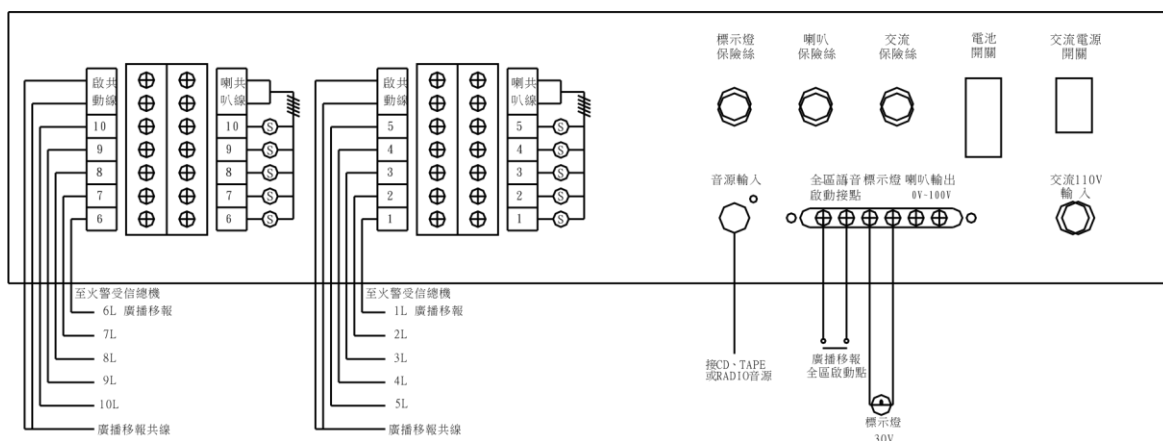 標示燈
保險絲
喇叭
保險絲
交流
保險絲
電池
開關
交流電源
開關
啟共
動線
10
9
8
7
6
喇共
叭線
10 S
9 S
8 S
7 S
6 S
啟共
動線
5
4
3
2
1
喇共
叭線
5 S
4 S
3 S
2 S
1 S
音源輸入
全區語音標示燈 喇叭輸出
啟動接點 0V~100V
交流110V
輸 入
至火警受信總機
6L 廣播移報
7L
8L
9L
10L
廣播移報共線
至火警受信總機
1L 廣播移報
2L
3L
4L
5L
廣播移報共線
接CD、TAPE
或RADIO音源
廣播移報
全區啟動點
標示燈
30V